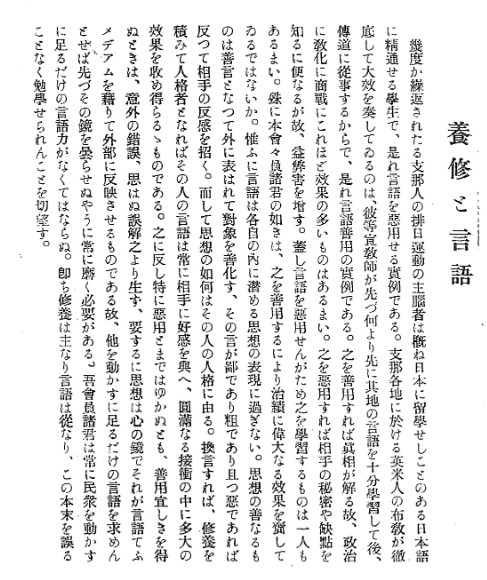 語言と修養
幾度か繰返されたる支那人の排日運動の主腦者は槪ね日本に留學せしことのある日本語
に精通せる學生で、是れ言語を惡用せる實例である。支那各地に於ける英米人の布敎が徹
底して大效を奏してゐるのは、彼等宣敎師が先づ何より先に其地の言語を十分學習して後、
傳道に從事するからで、是れ言語善用の實例である。之を善用すれば眞相が解る故、政治
に敎化に商戰にこれほど效果の多いものはあるまい。之を惡用すれば相手の秘密や缺點を
知るに便なるが故、益弊害を增す。蓋し言語を惡用せんがため之を學習するものは一人も
あるまい。殊に本會々員諸君の如きは、之を善用するにより治績に偉大なる效果を齎して
ゐるではないか。惟ふに言語は各自の內に潜める思想の表現に過ぎない。思想の善なるも
のは善言となつて外に表はれて對象を善化す、その言が鄙であり粗であり且つ惡であれば
反つて相手の反感を招く。而して思想の如何はその人の人格に由る。換言すれば、修養を
積みて人格者となればその人の言語は常に相手に好感を與へ、圓滿なる接衝の中に多大の
效果を收め得らるゝものである。之に反し特に惡用とまではゆかぬとも、善用宜しきを得
ぬときは、意外の錯誤、思はぬ誤解之より生す、要するに思想は心の鏡でそれが言語てふ
メデアムを藉りて外部に反映させるものである故、他を動かすに足るだけの言語を求めん
とせば先づその鏡を曇らせぬやうに常に磨く必要がある。吾會員諸君は常に民衆を動かす
に足るだけの言語力がなくてはならぬ。卽ち修養は主なり言語は從なり、この本末を誤る
ことなく勉學せられんことを切望す。